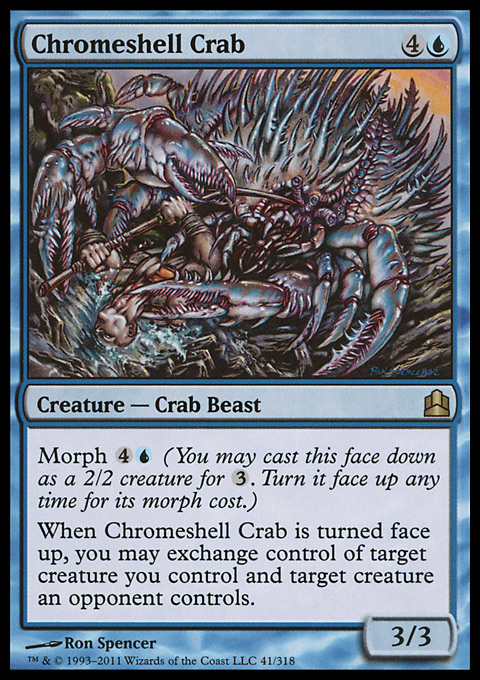 Chromeshell Crab 4
Creature — Crab Beast
Morph 4 (You may cast this face down
as a 2/2 creature for 3. Turn it face up any
time for its morph cost.)
When Chromeshell Crab is turned face
up, you may exchange control of target
creature you control and target creature
an opponent controls.
3/3
Ron Spencer
™ & © 1993–2011 Wizards of the Coast LLC 41/318